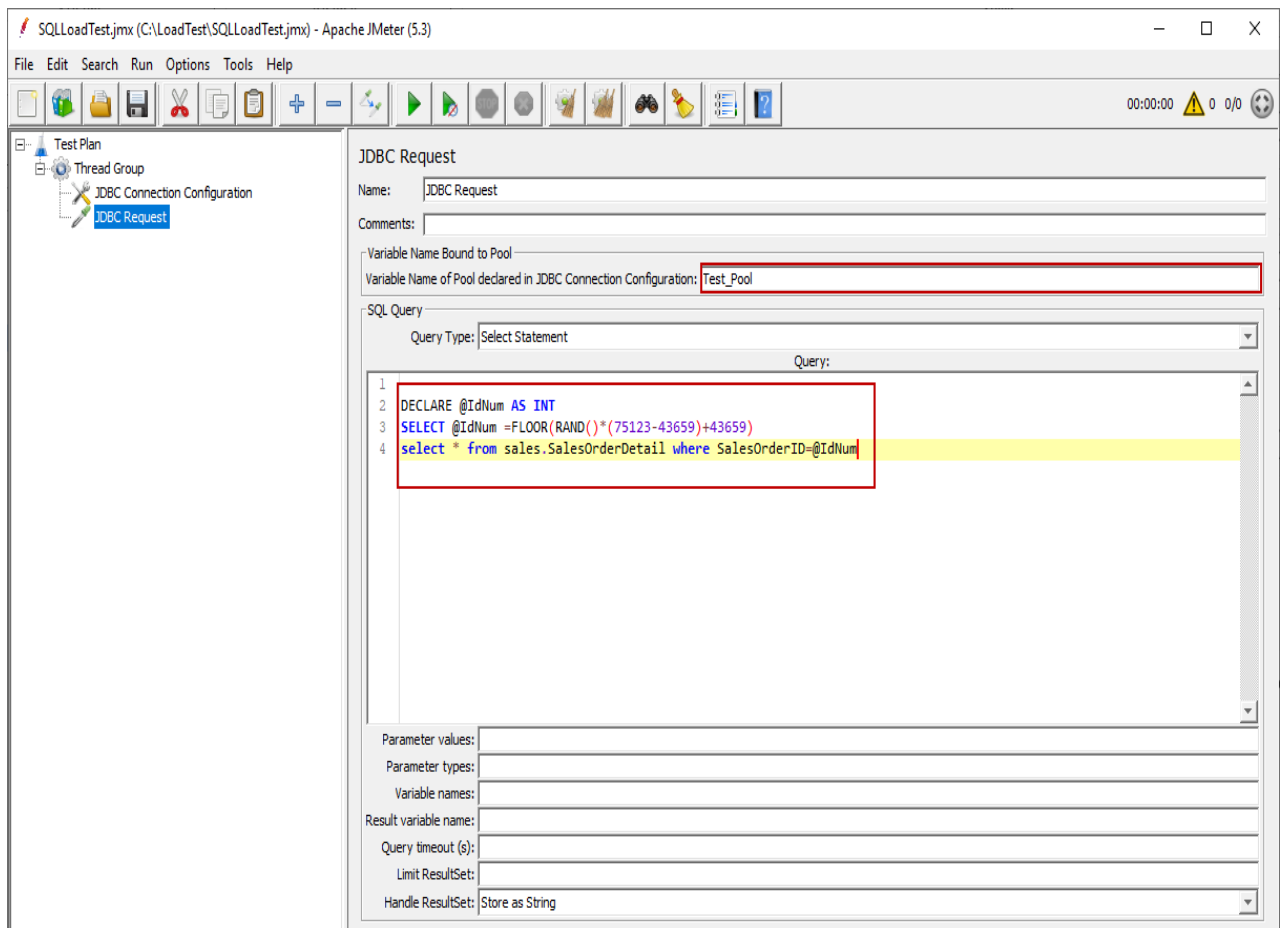 SQLLoadTest.jmx (C:\LoadTest\SQLLoadTest.jmx) - Apache JMeter (5.3)
File Edit Search Run Options Tools Help
STOP
00:00:00 0 0/0
Test Plan
Thread Group
JDBC Connection Configuration
JDBC Request
JDBC Request
Name: JDBC Request
Comments:
Variable Name Bound to Pool
Variable Name of Pool declared in JDBC Connection Configuration: Test_Pool
SQL Query
Query Type: Select Statement
Query:
1
2 DECLARE @IdNum AS INT
3 SELECT @IdNum =FLOOR(RAND()*(75123-43659)+43659)
4 select * from sales.SalesOrderDetail where SalesOrderID=@IdNum
Parameter values:
Parameter types:
Variable names:
Result variable name:
Query timeout (s):
Limit ResultSet:
Handle ResultSet: Store as String